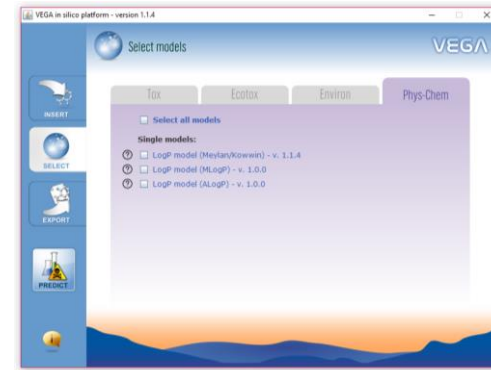 VEGA in silico platform - version 1.1.4
Select models
VEGA
Tox
Ecotox
Environ
Phys-Chem
INSERT
SELECT
EXPORT
PREDICT
Select all models
Single models:
LogP model (Meylan/Kowwin) - v. 1.1.4
LogP model (MLogP) - v. 1.0.0
LogP model (ALogP) - v. 1.0.0